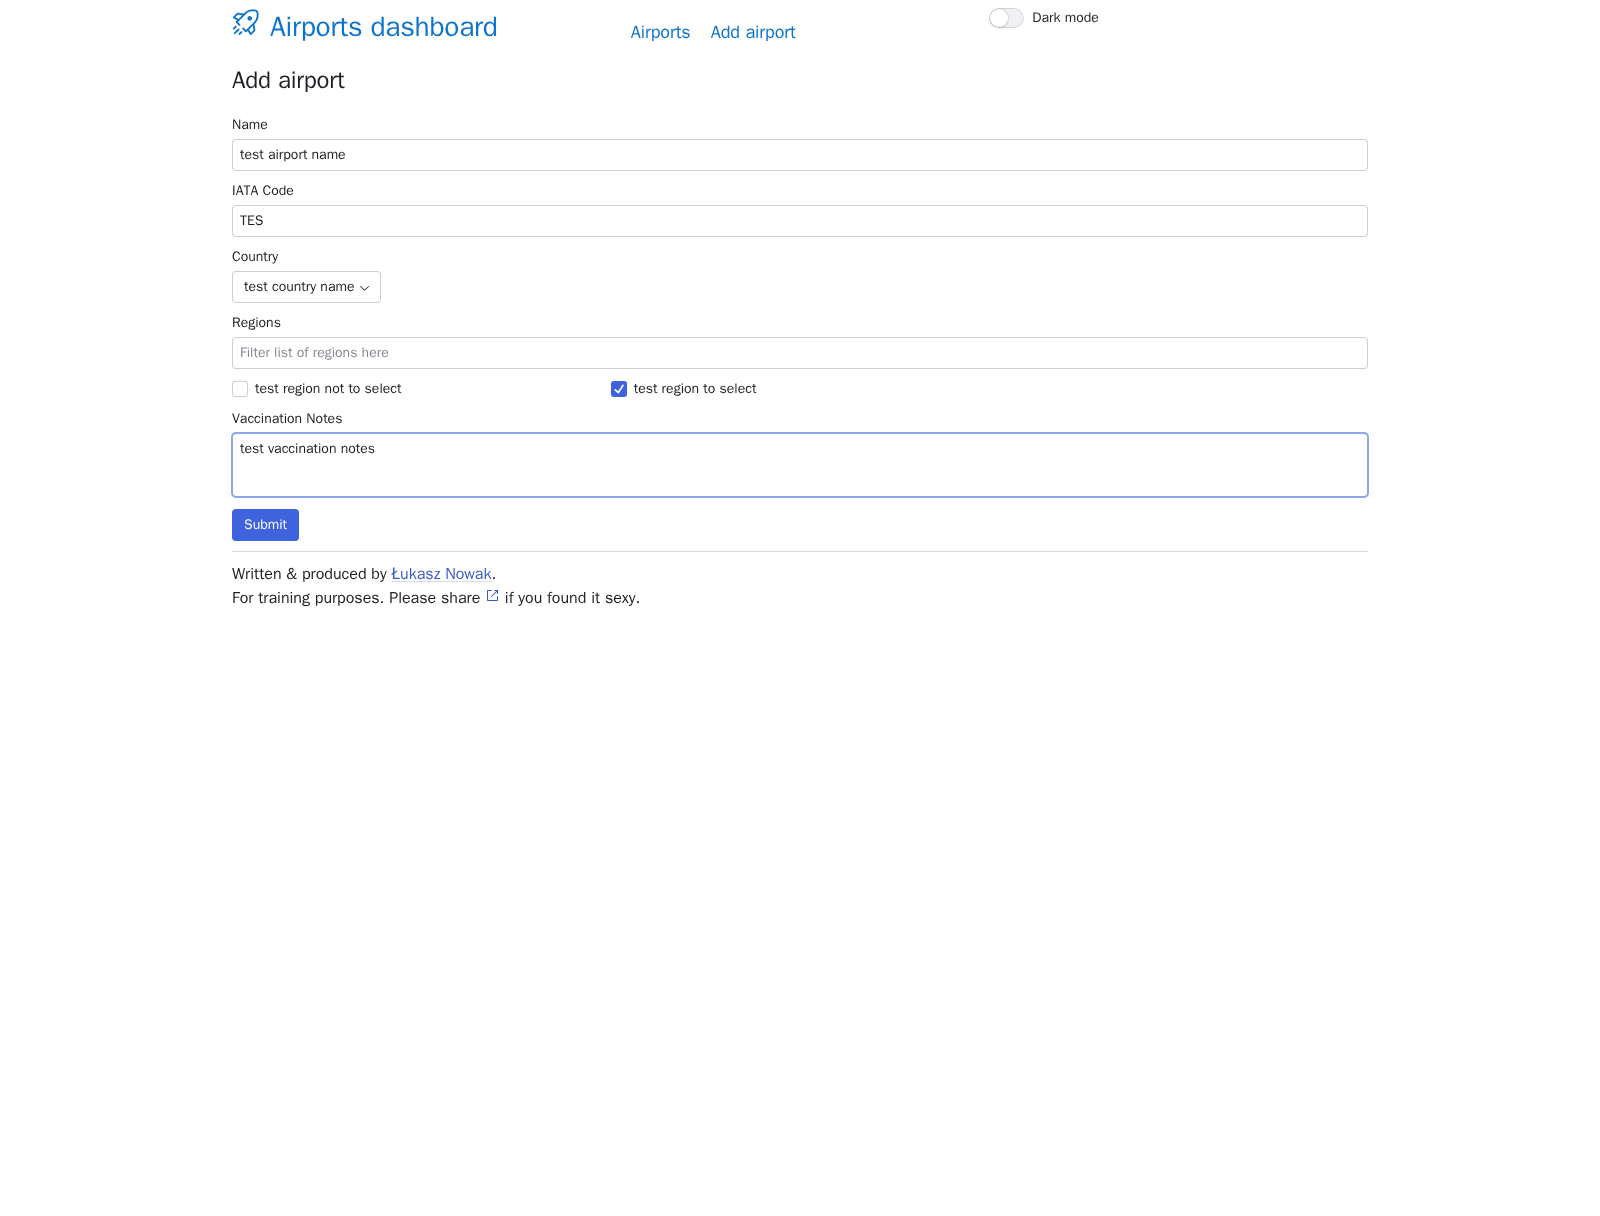 Airports dashboard
Airports
Add airport
Dark mode
Add airport
Name
test airport name
IATA Code
TES
Country
test country name
Regions
Filter list of regions here
test region not to select
test region to select
Vaccination Notes
test vaccination notes
Submit
Written & produced by Łukasz Nowak.
For training purposes. Please share if you found it sexy.